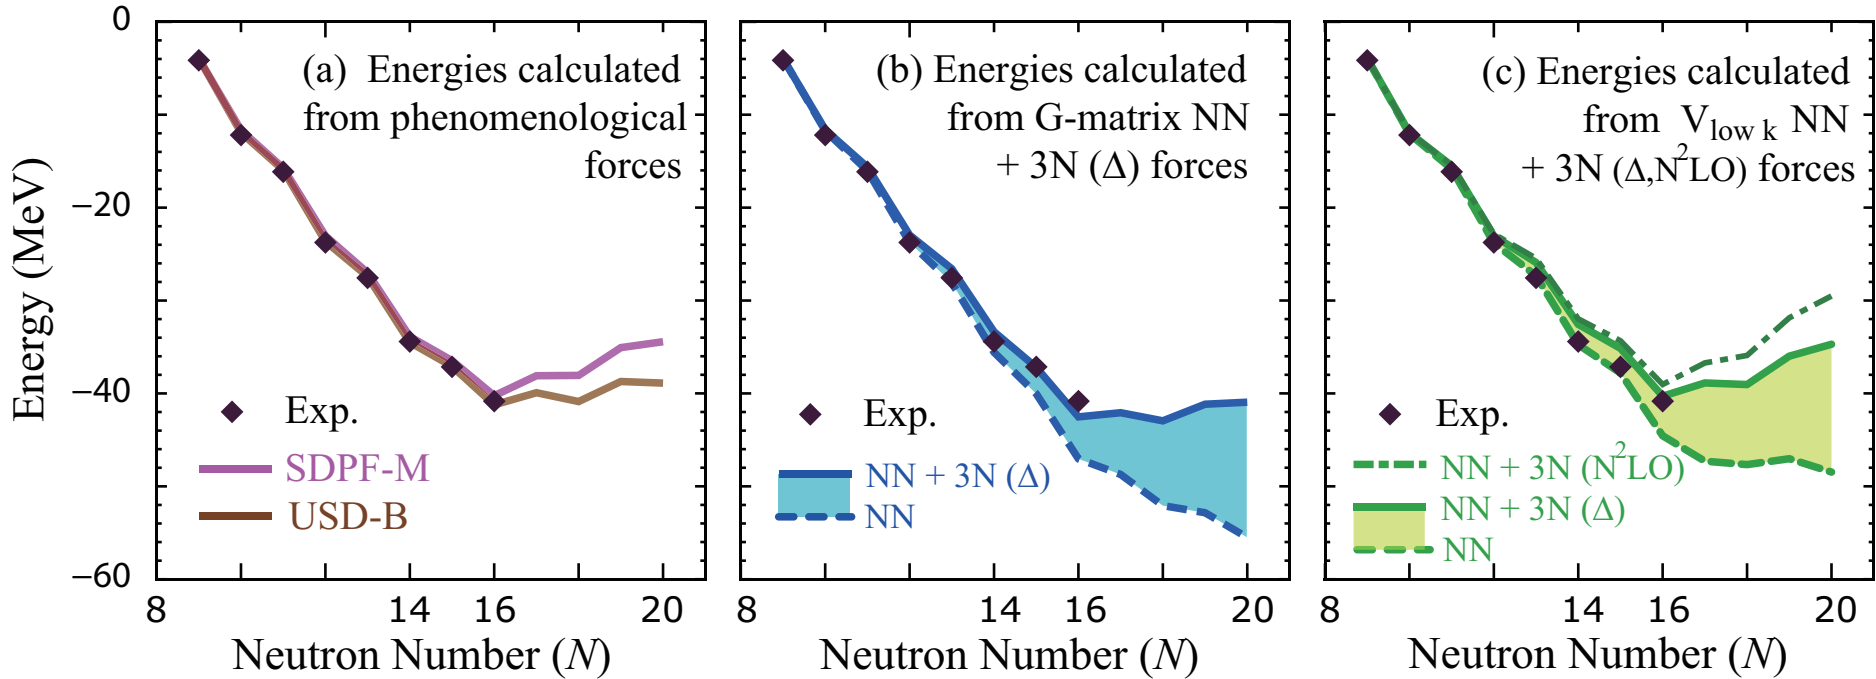 0
−20
−40
−60
Energy (MeV)
(a) Energies calculated
from phenomenological
forces
Exp.
SDPF-M
USD-B
8
14
16
20
Neutron Number (N)
(b) Energies calculated
from G-matrix NN
+ 3N (Δ) forces
Exp.
NN + 3N (Δ)
NN
8
14
16
20
Neutron Number (N)
(c) Energies calculated
from V_low k NN
+ 3N (Δ,N²LO) forces
Exp.
NN + 3N (N²LO)
NN + 3N (Δ)
NN
8
14
16
20
Neutron Number (N)